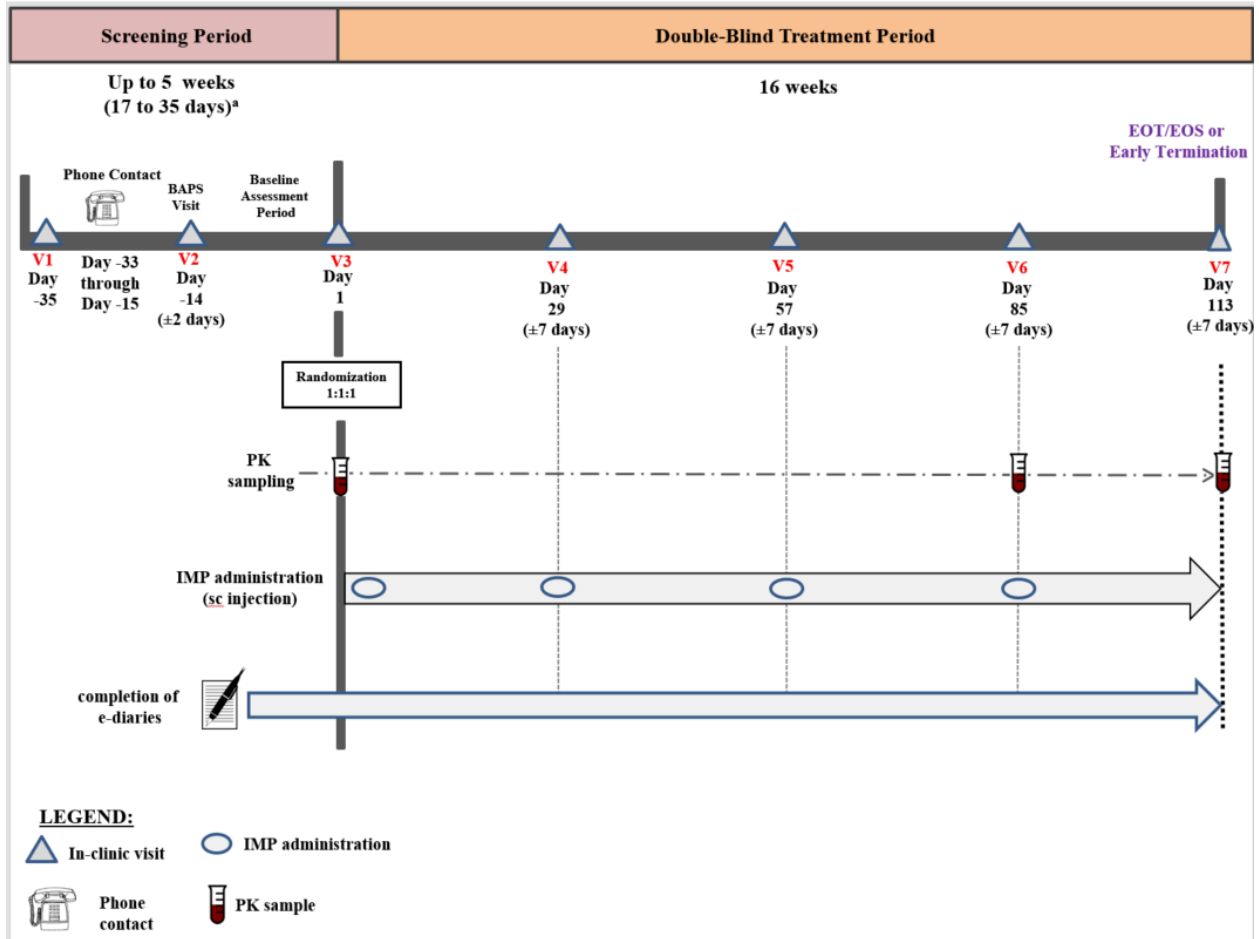 Screening Period
Double-Blind Treatment Period
Up to 5 weeks
(17 to 35 days)ᵃ
16 weeks
EOT/EOS or
Early Termination
Phone Contact
BAPS
Visit
Baseline
Assessment
Period
V1
Day
-35
Day -33
through
Day -15
V2
Day
-14
(±2 days)
V3
Day
1
V4
Day
29
(±7 days)
V5
Day
57
(±7 days)
V6
Day
85
(±7 days)
V7
Day
113
(±7 days)
Randomization
1:1:1
PK
sampling
IMP administration
(sc injection)
completion of
e-diaries
LEGEND:
In-clinic visit
IMP administration
Phone
contact
PK sample